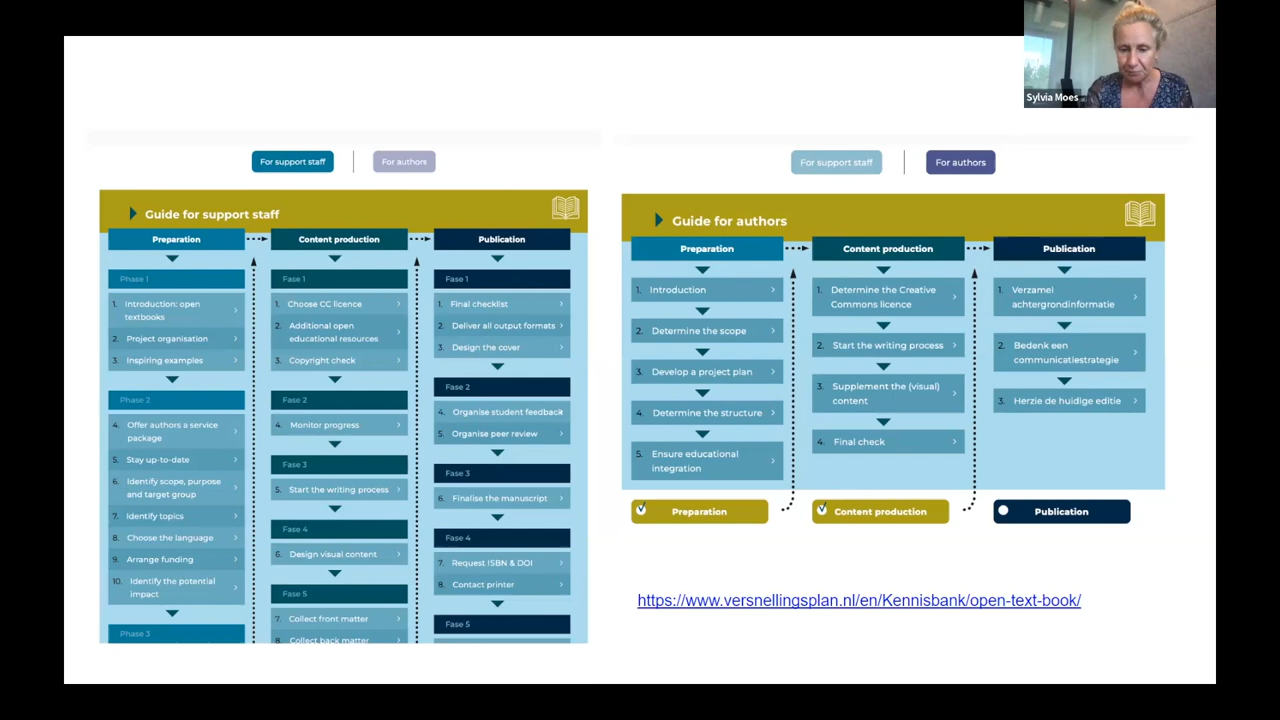 Sylvia Moes
For support staff
For authors
Guide for support staff
Preparation
Phase 1
1. Introduction: open
textbooks
2. Project organisation
3. Inspiring examples
Phase 2
4. Offer authors a service
package
5. Stay up-to-date
6. Identify scope, purpose
and target group
7. Identify topics
8. Choose the language
9. Arrange funding
10. Identify the potential
impact
Phase 3
Content production
Fase 1
1. Choose CC licence
2. Additional open
educational resources
3. Copyright check
Fase 2
4. Monitor progress
Fase 3
5. Start the writing process
Fase 4
6. Design visual content
Fase 5
7. Collect front matter
8. Collect back matter
Publication
Fase 1
1. Final checklist
2. Deliver all output formats
3. Design the cover
Fase 2
4. Organise student feedback
5. Organise peer review
Fase 3
6. Finalise the manuscript
Fase 4
7. Request ISBN & DOI
8. Contact printer
Fase 5
For support staff
For authors
Guide for authors
Preparation
1. Introduction
2. Determine the scope
3. Develop a project plan
4. Determine the structure
5. Ensure educational
integration
Content production
1. Determine the Creative
Commons licence
2. Start the writing process
3. Supplement the (visual)
content
4. Final check
Publication
1. Verzamel
achtergrondinformatie
2. Bedenk een
communicatiestrategie
3. Herzie de huidige editie
Preparation
Content production
Publication
https://www.versnellingsplan.nl/en/Kennisbank/open-text-book/